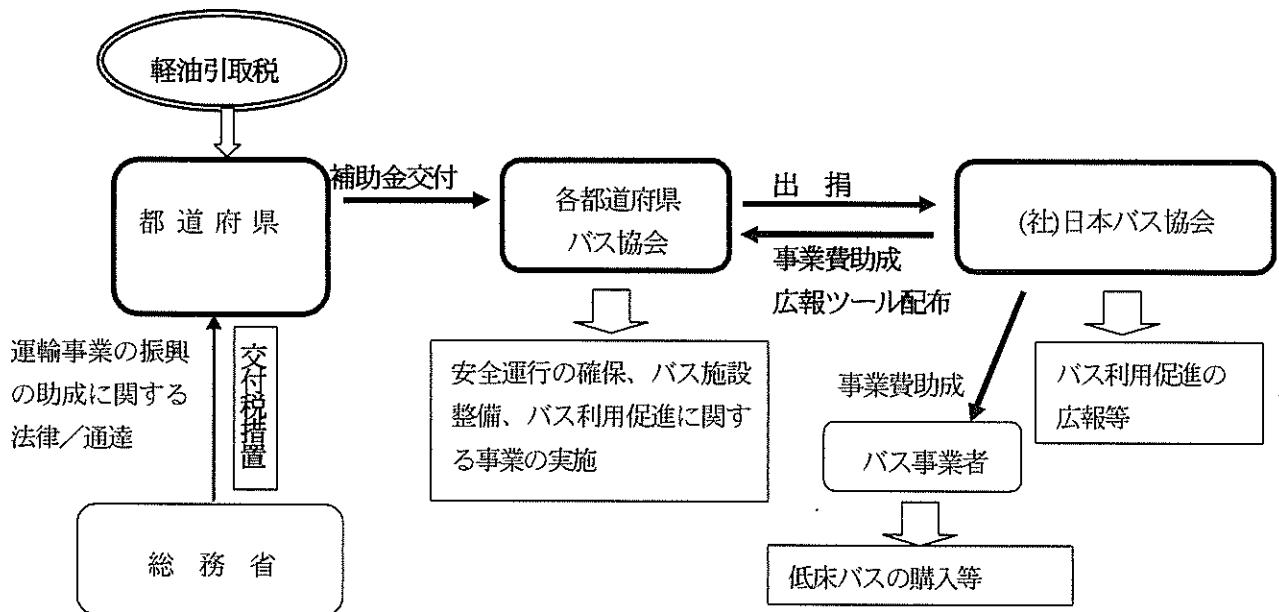 軽油引取税
都道府県
補助金交付
各都道府県
バス協会
出 捐
事業費助成
広報ツール配布
(社)日本バス協会
運輸事業の振興
の助成に関する
法律／通達
交付税措置
総 務 省
安全運行の確保、バス施設
整備、バス利用促進に関す
る事業の実施
事業費助成
バス事業者
低床バスの購入等
バス利用促進の
広報等